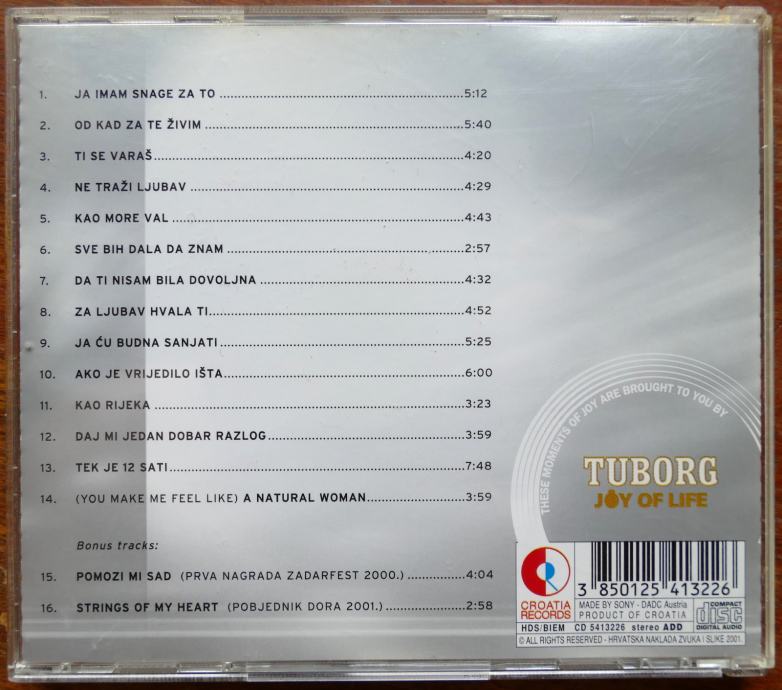 1. JA IMAM SNAGE ZA TO ..... 5:12
2. OD KAD ZA TE ŽIVIM ..... 5:40
3. TI SE VARAŠ ..... 4:20
4. NE TRAŽI LJUBAV ..... 4:29
5. KAO MORE VAL ..... 4:43
6. SVE BIH DALA DA ZNAM ..... 2:57
7. DA TI NISAM BILA DOVOLJNA ..... 4:32
8. ZA LJUBAV HVALA TI ..... 4:52
9. JA ĆU BUDNA SANJATI ..... 5:25
10. AKO JE VRIJEDILO IŠTA ..... 6:00
11. KAO RIJEKA ..... 3:23
12. DAJ MI JEDAN DOBAR RAZLOG ..... 3:59
13. TEK JE 12 SATI ..... 7:48
14. (YOU MAKE ME FEEL LIKE) A NATURAL WOMAN ..... 3:59
Bonus tracks:
15. POMOZI MI SAD (PRVA NAGRADA ZADARFEST 2000.) ..... 4:04
16. STRINGS OF MY HEART (POBJEDNIK DORA 2001.) ..... 2:58
THESE MOMENTS OF JOY ARE BROUGHT TO YOU BY
TUBORG
JOY OF LIFE
CROATIA
RECORDS
3 850125 413226
MADE BY SONY - DADC Austria
PRODUCT OF CROATIA
COMPACT
disc
DIGITAL AUDIO
HDS/BIEM CD 5413226 stereo ADD
© ALL RIGHTS RESERVED - HRVATSKA NAKLADA ZVUKA I SLIKE 2001.